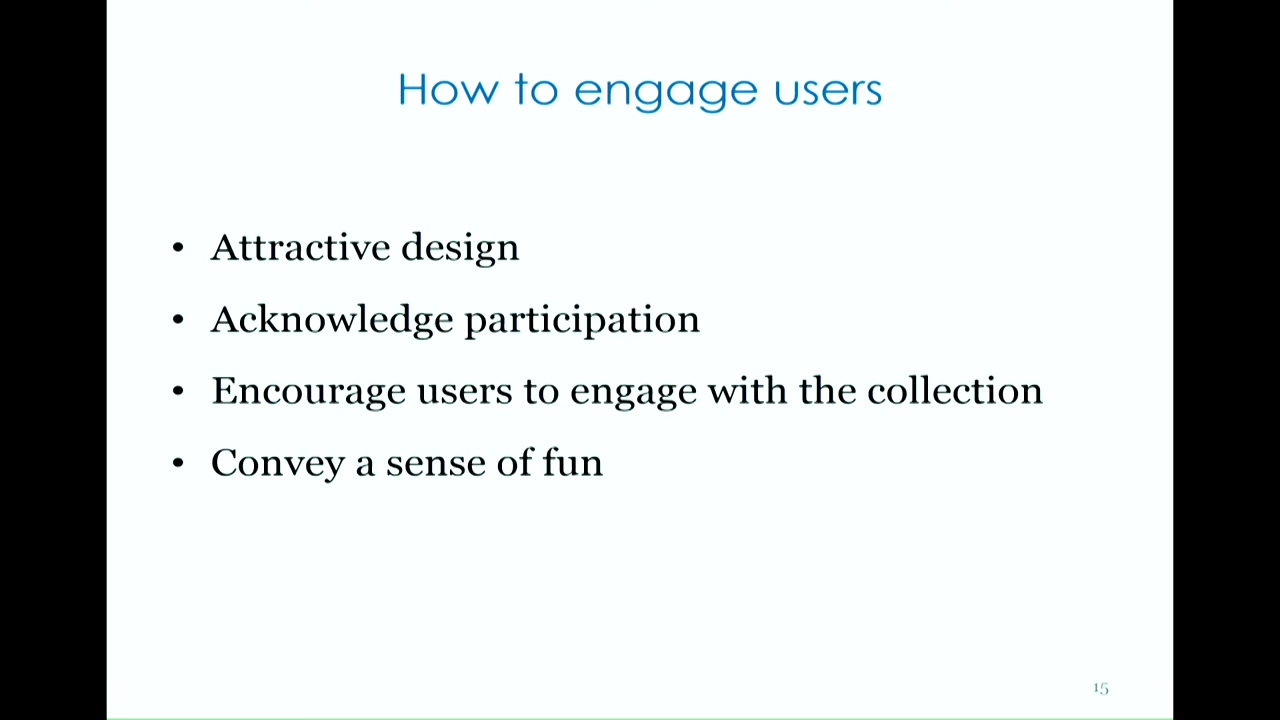 How to engage users
• Attractive design
• Acknowledge participation
• Encourage users to engage with the collection
• Convey a sense of fun
15